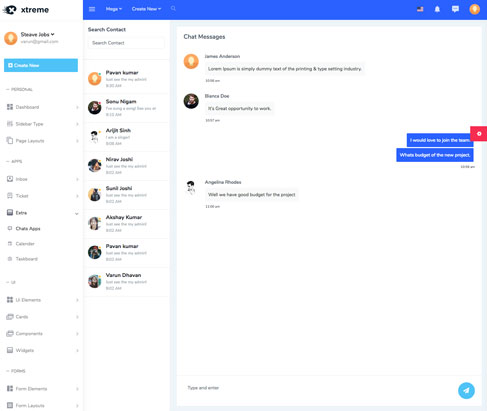 xtreme
Mega
Create New
Steave Jobs
varun@gmail.com
Create New
PERSONAL
Dashboard
Sidebar Type
Page Layouts
APPS
Inbox
Ticket
Extra
Chats Apps
Calender
Taskboard
UI
Ui Elements
Cards
Components
Widgets
FORMS
Form Elements
Form Layouts
Search Contact
Search Contact
Pavan kumar
Just see the my admin!
9:30 AM
Sonu Nigam
I've sung a song! See you at
9:10 AM
Arijit Sinh
I am a singer!
9:08 AM
Nirav Joshi
Just see the my admin!
9:02 AM
Sunil Joshi
Just see the my admin!
9:02 AM
Akshay Kumar
Just see the my admin!
9:02 AM
Pavan kumar
Just see the my admin!
9:02 AM
Varun Dhavan
Just see the my admin!
9:02 AM
Chat Messages
James Anderson
Lorem Ipsum is simply dummy text of the printing & type setting industry.
10:56 am
Bianca Doe
It's Great opportunity to work.
10:57 am
I would love to join the team.
Whats budget of the new project.
10:59 am
Angelina Rhodes
Well we have good budget for the project
11:00 am
Type and enter